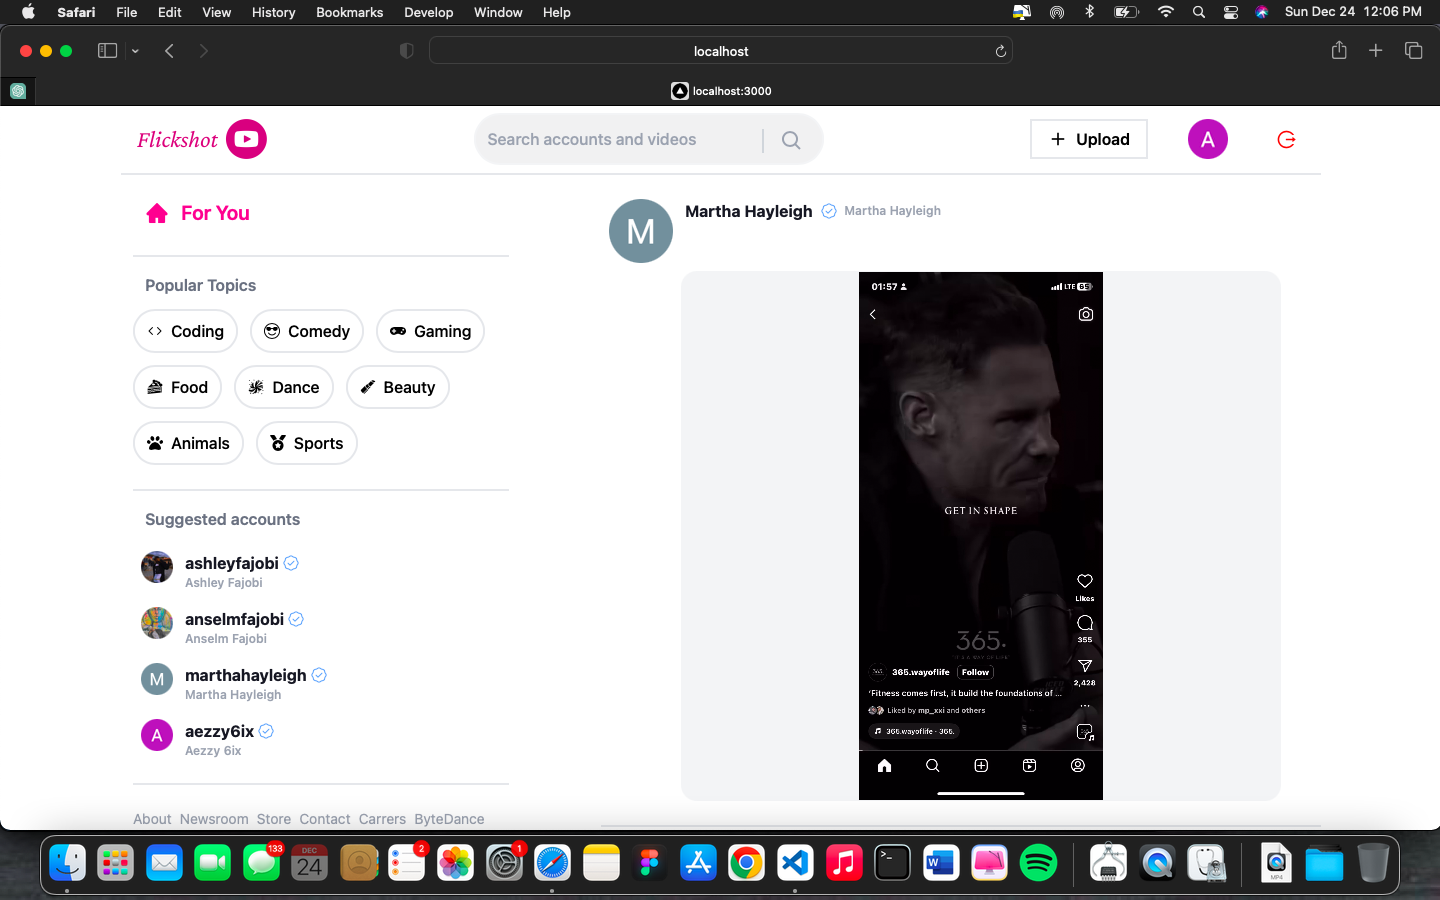 Safari File Edit View History Bookmarks Develop Window Help Sun Dec 24 12:06 PM
localhost
localhost:3000
Flickshot
Search accounts and videos
+ Upload
A
For You
Popular Topics
Coding Comedy Gaming
Food Dance Beauty
Animals Sports
Suggested accounts
ashleyfajobi
Ashley Fajobi
anselmfajobi
Anselm Fajobi
M
marthahayleigh
Martha Hayleigh
A
aezzy6ix
Aezzy 6ix
About Newsroom Store Contact Carrers ByteDance
M
Martha Hayleigh Martha Hayleigh
01:57 LTE
GET IN SHAPE
Likes
355
365.
IT'S A WAY OF LIFE
365.wayoflife Follow
2,428
'Fitness comes first, it build the foundations of ...
Liked by mp_xxi and others
365.wayoflife · 365.
133
DEC
24
2
1
>_
W
MP4